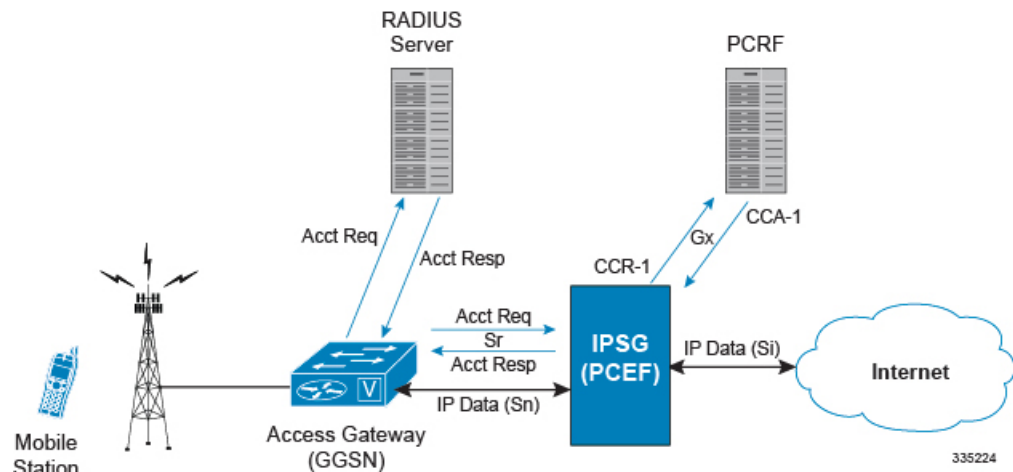 RADIUS
Server
PCRF
Acct Req
Acct Resp
CCR-1
Gx
CCA-1
Acct Req
Sr
Acct Resp
IP Data (Sn)
IPSG
(PCEF)
IP Data (Si)
Internet
V
Access Gateway
(GGSN)
Mobile
Station
335224